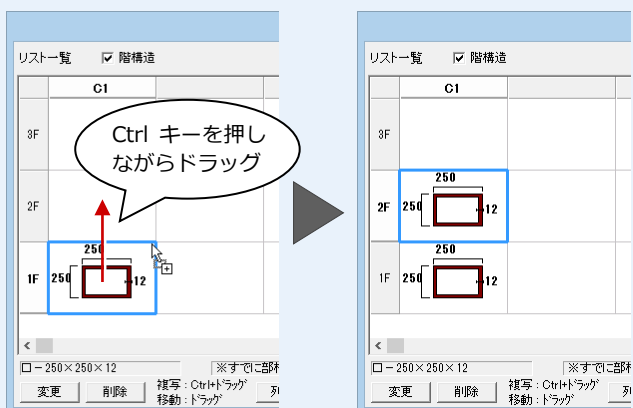 リスト一覧 階構造
C1
3F
Ctrl キーを押し
ながらドラッグ
2F
1F
250
250
12
ロ－250×250×12
※すでに部材
変更
削除
複写：Ctrl+ドラッグ
移動：ドラッグ
列
リスト一覧 階構造
C1
3F
2F
250
250
12
1F
250
250
12
ロ－250×250×12
※すでに部材
変更
削除
複写：Ctrl+ドラッグ
移動：ドラッグ
列